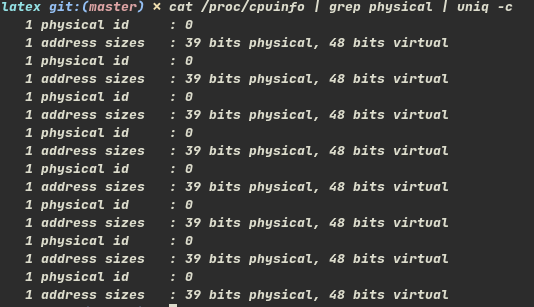 latex git:(master) × cat /proc/cpuinfo | grep physical | uniq -c
1 physical id : 0
1 address sizes : 39 bits physical, 48 bits virtual
1 physical id : 0
1 address sizes : 39 bits physical, 48 bits virtual
1 physical id : 0
1 address sizes : 39 bits physical, 48 bits virtual
1 physical id : 0
1 address sizes : 39 bits physical, 48 bits virtual
1 physical id : 0
1 address sizes : 39 bits physical, 48 bits virtual
1 physical id : 0
1 address sizes : 39 bits physical, 48 bits virtual
1 physical id : 0
1 address sizes : 39 bits physical, 48 bits virtual
1 physical id : 0
1 address sizes : 39 bits physical, 48 bits virtual